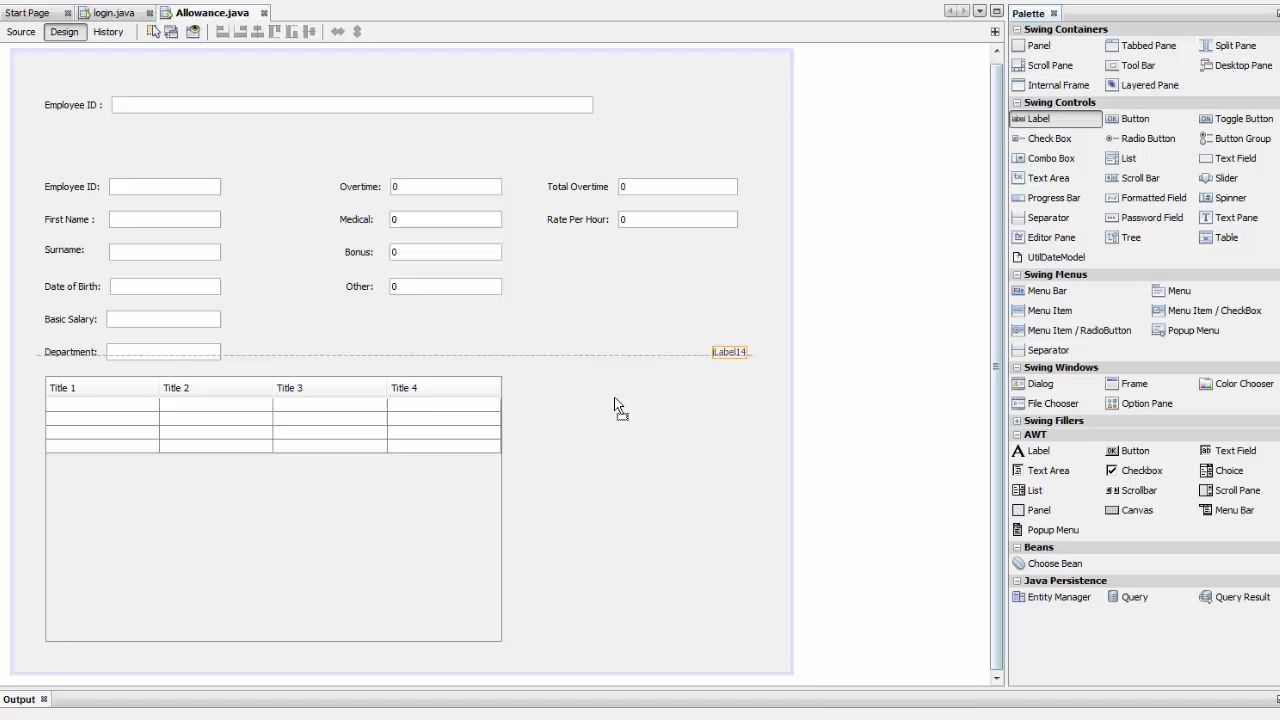 Start Page login.java Allowance.java
Source Design History
Employee ID :
Employee ID: Overtime: 0 Total Overtime 0
First Name : Medical: 0 Rate Per Hour: 0
Surname: Bonus: 0
Date of Birth: Other: 0
Basic Salary:
Department: jLabel14
Title 1 Title 2 Title 3 Title 4
Output
Palette
Swing Containers
Panel Tabbed Pane Split Pane
Scroll Pane Tool Bar Desktop Pane
Internal Frame Layered Pane
Swing Controls
label Label OK Button ON Toggle Button
Check Box Radio Button Button Group
Combo Box List Text Field
Text Area Scroll Bar Slider
Progress Bar Formatted Field Spinner
Separator Password Field Text Pane
Editor Pane Tree Table
UtilDateModel
Swing Menus
Menu Bar Menu
Menu Item Menu Item / CheckBox
Menu Item / RadioButton Popup Menu
Separator
Swing Windows
Dialog Frame Color Chooser
File Chooser Option Pane
Swing Fillers
AWT
A Label OK Button Text Field
Text Area Checkbox Choice
List Scrollbar Scroll Pane
Panel Canvas Menu Bar
Popup Menu
Beans
Choose Bean
Java Persistence
Entity Manager Query Query Result